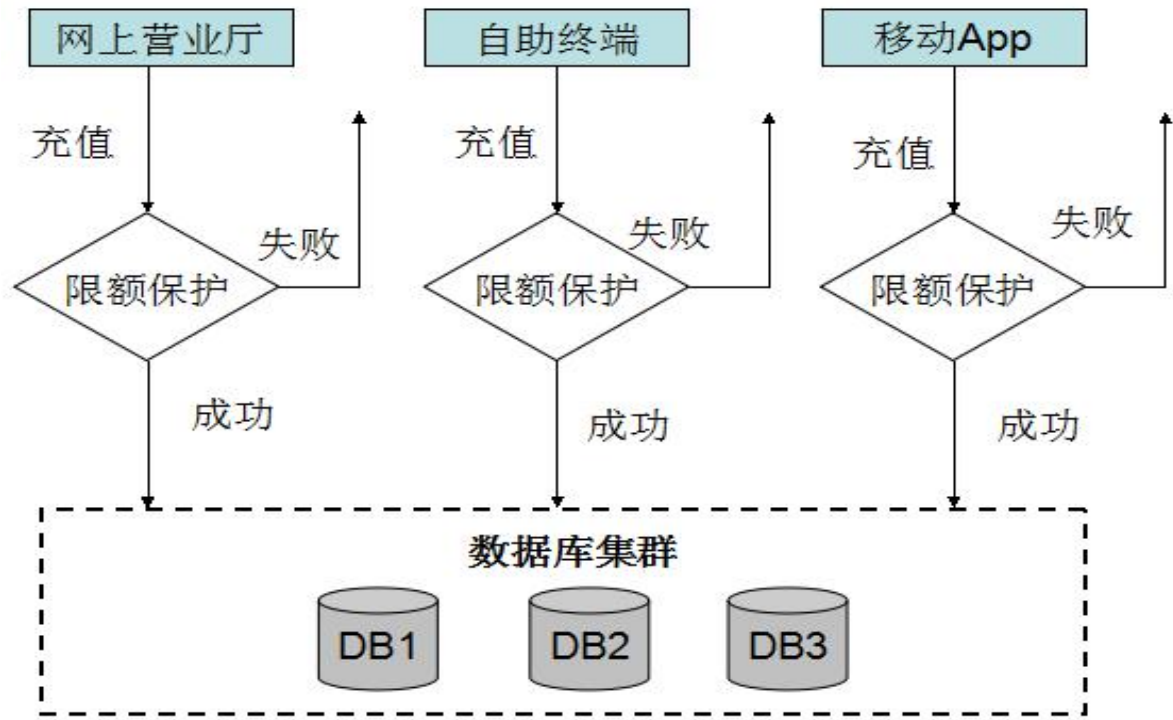 网上营业厅
自助终端
移动App
充值
充值
充值
失败
失败
失败
限额保护
限额保护
限额保护
成功
成功
成功
数据库集群
DB1
DB2
DB3